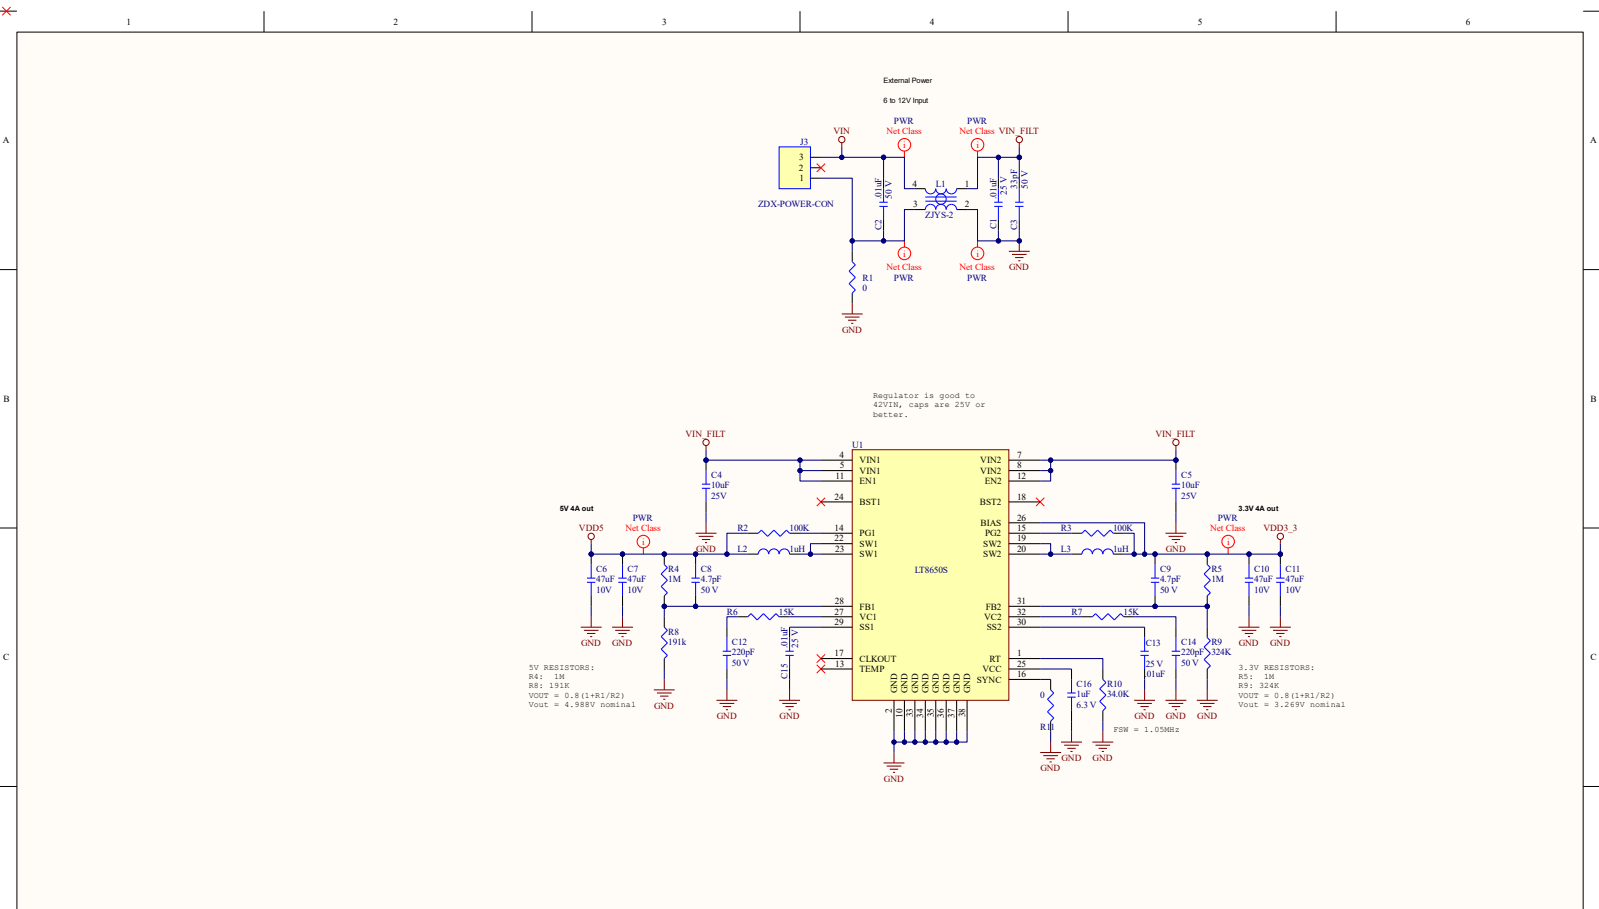 1 2 3 4 5 6
A A
External Power
6 to 12V Input
PWR PWR
VIN Net Class Net Class VIN_FILT
i i
J3
3
2
1
ZDX-POWER-CON
.01uF
50 V
C2
4 L1 1
3 2
ZJYS-2
.01uF
25 V
C1
33pF
50 V
C3
i i
Net Class Net Class GND
PWR PWR
R1
0
GND
B B
Regulator is good to
42VIN, caps are 25V or
better.
VIN_FILT VIN_FILT
U1
4 VIN1 VIN2 7
5 VIN1 VIN2 8
11 EN1 EN2 12
C4
10uF
25V
C5
10uF
25V
24 BST1 BST2 18
5V 4A out 3.3V 4A out
PWR PWR
VDD5 Net Class Net Class VDD3_3
i i
GND GND
BIAS 26
R2 100K 14 PG1 PG2 15 R3 100K
22 SW1 SW2 19
L2 1uH 23 SW1 SW2 20 L3 1uH
LT8650S
C6
47uF
10V
C7
47uF
10V
R4
1M
C8
4.7pF
50 V
C9
4.7pF
50 V
R5
1M
C10
47uF
10V
C11
47uF
10V
28 FB1 FB2 31
R6 15K 27 VC1 VC2 32 R7 15K
29 SS1 SS2 30
GND GND GND GND
R8
191k
C12
220pF
50 V
.01uF
25 V
C15
C13
25 V
.01uF
C14
220pF
50 V
R9
324K
C C
17 CLKOUT RT 1
13 TEMP VCC 25
SYNC 16
5V RESISTORS:
R4: 1M
R8: 191K
VOUT = 0.8(1+R1/R2)
Vout = 4.988V nominal
3.3V RESISTORS:
R5: 1M
R9: 324K
VOUT = 0.8(1+R1/R2)
Vout = 3.269V nominal
GND GND GND GND GND GND GND GND
2 10 33 34 35 36 37 38
0
R11
C16
1uF
6.3 V
R10
34.0K
GND GND GND GND GND GND
FSW = 1.05MHz
GND GND GND
GND